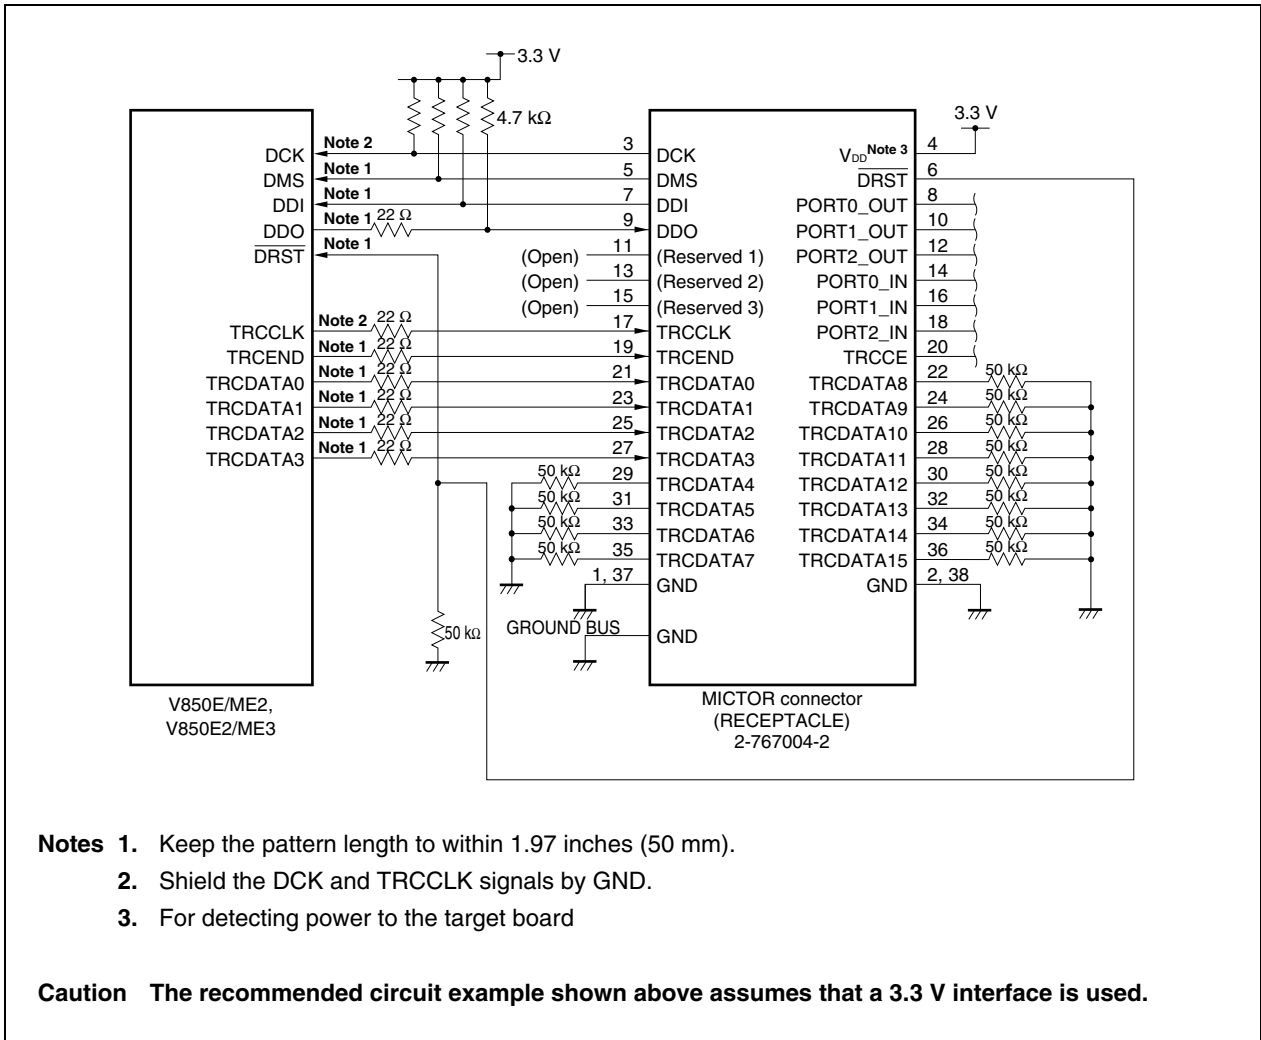 3.3 V
4.7 kΩ
3.3 V
DCK Note 2 3 DCK VDD Note 3 4
DMS Note 1 5 DMS DRST 6
DDI Note 1 7 DDI PORT0_OUT 8
DDO Note 1 22 Ω 9 DDO PORT1_OUT 10
DRST Note 1 (Open) 11 (Reserved 1) PORT2_OUT 12
(Open) 13 (Reserved 2) PORT0_IN 14
(Open) 15 (Reserved 3) PORT1_IN 16
TRCCLK Note 2 22 Ω 17 TRCCLK PORT2_IN 18
TRCEND Note 1 22 Ω 19 TRCEND TRCCE 20
TRCDATA0 Note 1 22 Ω 21 TRCDATA0 TRCDATA8 22 50 kΩ
TRCDATA1 Note 1 22 Ω 23 TRCDATA1 TRCDATA9 24 50 kΩ
TRCDATA2 Note 1 22 Ω 25 TRCDATA2 TRCDATA10 26 50 kΩ
TRCDATA3 Note 1 22 Ω 27 TRCDATA3 TRCDATA11 28 50 kΩ
50 kΩ 29 TRCDATA4 TRCDATA12 30 50 kΩ
50 kΩ 31 TRCDATA5 TRCDATA13 32 50 kΩ
50 kΩ 33 TRCDATA6 TRCDATA14 34 50 kΩ
50 kΩ 35 TRCDATA7 TRCDATA15 36 50 kΩ
1, 37 GND GND 2, 38
50 kΩ GROUND BUS GND
V850E/ME2,
V850E2/ME3
MICTOR connector
(RECEPTACLE)
2-767004-2
Notes 1. Keep the pattern length to within 1.97 inches (50 mm).
2. Shield the DCK and TRCCLK signals by GND.
3. For detecting power to the target board
Caution The recommended circuit example shown above assumes that a 3.3 V interface is used.